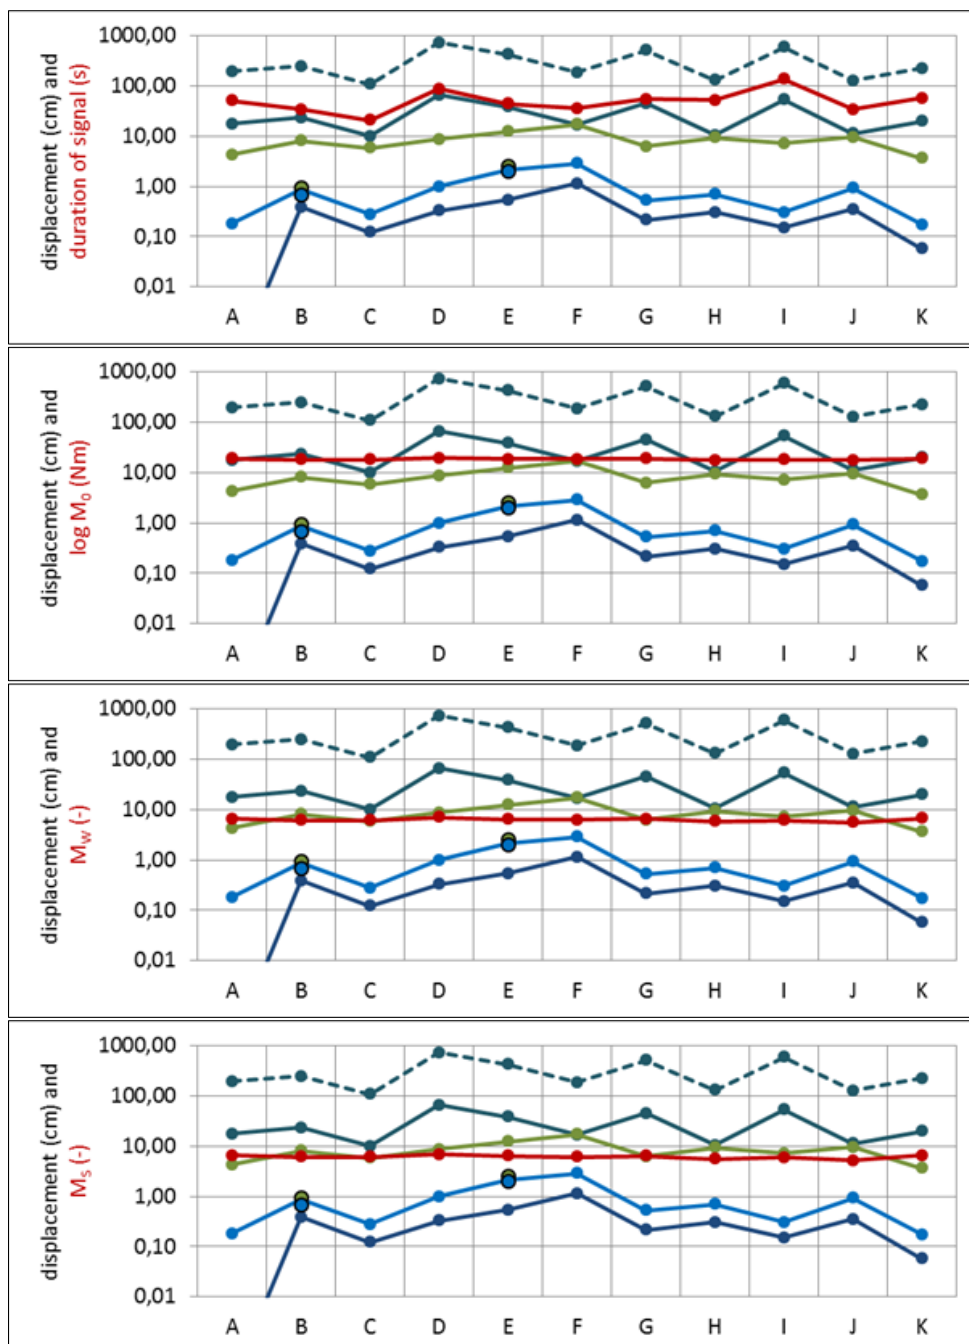 1000,00
100,00
10,00
1,00
0,10
0,01
displacement (cm) and
duration of signal (s)
A B C D E F G H I J K
1000,00
100,00
10,00
1,00
0,10
0,01
displacement (cm) and
log M₀ (Nm)
A B C D E F G H I J K
1000,00
100,00
10,00
1,00
0,10
0,01
displacement (cm) and
M_W (-)
A B C D E F G H I J K
1000,00
100,00
10,00
1,00
0,10
0,01
displacement (cm) and
M_S (-)
A B C D E F G H I J K